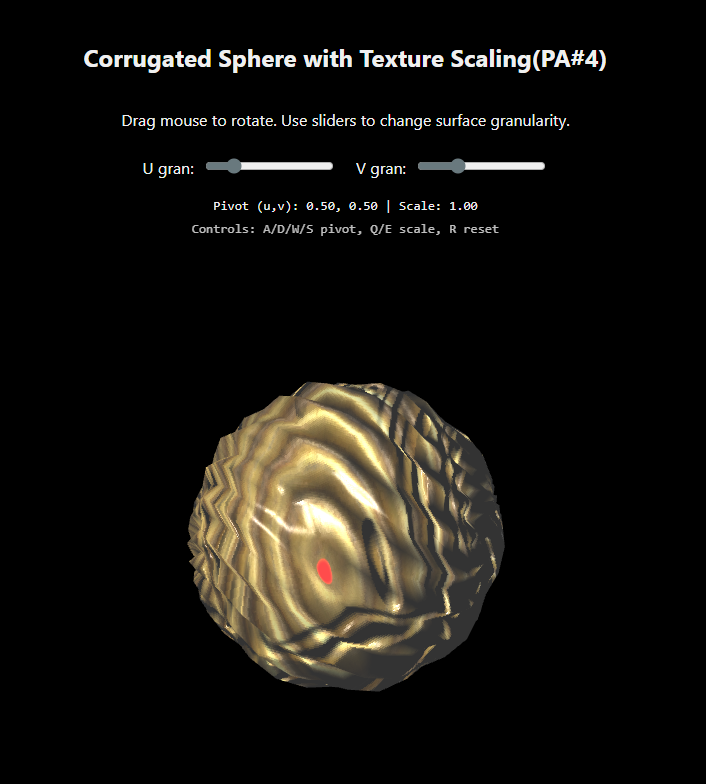 Corrugated Sphere with Texture Scaling(PA#4)
Drag mouse to rotate. Use sliders to change surface granularity.
U gran: V gran:
Pivot (u,v): 0.50, 0.50 | Scale: 1.00
Controls: A/D/W/S pivot, Q/E scale, R reset